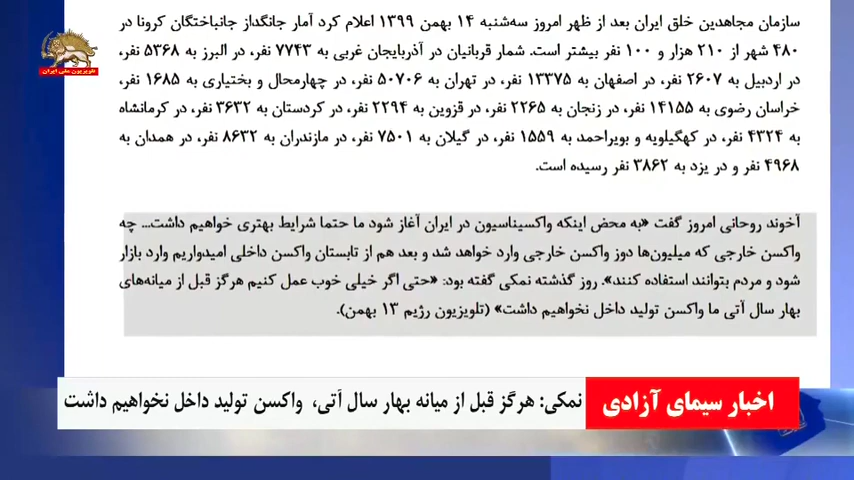 سازمان مجاهدین خلق ایران بعد از ظهر امروز سه‌شنبه ۱۴ بهمن ۱۳۹۹ اعلام کرد آمار جانگداز جانباختگان کرونا در
۴۸۰ شهر از ۲۱۰ هزار و ۱۰۰ نفر بیشتر است. شمار قربانیان در آذربایجان غربی به ۷۷۴۳ نفر، در البرز به ۵۳۶۸ نفر،
در اردبیل به ۲۶۰۷ نفر، در اصفهان به ۱۳۳۷۵ نفر، در تهران به ۵۰۷۰۶ نفر، در چهارمحال و بختیاری به ۱۶۸۵ نفر،
خراسان رضوی به ۱۴۱۵۵ نفر، در زنجان به ۲۲۶۵ نفر، در قزوین به ۲۲۹۴ نفر، در کردستان به ۳۶۳۲ نفر، در کرمانشاه
به ۴۳۲۴ نفر، در کهگیلویه و بویراحمد به ۱۵۵۹ نفر، در گیلان به ۷۵۰۱ نفر، در مازندران به ۸۶۳۲ نفر، در همدان به
۴۹۶۸ نفر و در یزد به ۳۸۶۲ نفر رسیده است.
آخوند روحانی امروز گفت «به محض اینکه واکسیناسیون در ایران آغاز شود ما حتما شرایط بهتری خواهیم داشت... چه
واکسن خارجی که میلیون‌ها دوز واکسن خارجی وارد خواهد شد و بعد هم از تابستان واکسن داخلی امیدواریم وارد بازار
شود و مردم بتوانند استفاده کنند». روز گذشته نمکی گفته بود: «حتی اگر خیلی خوب عمل کنیم هرگز قبل از میانه‌های
بهار سال آتی ما واکسن تولید داخل نخواهیم داشت» (تلویزیون رژیم ۱۳ بهمن).
اخبار سیمای آزادی نمکی: هرگز قبل از میانه بهار سال آتی، واکسن تولید داخل نخواهیم داشت
تلویزیون ملی ایران